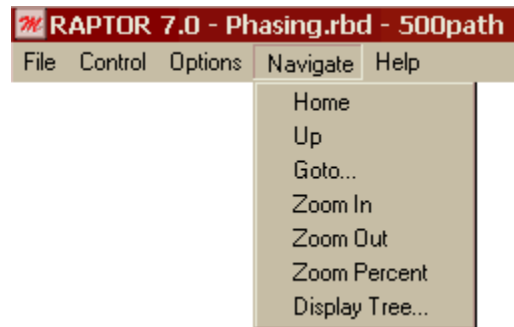 RAPTOR 7.0 - Phasing.rbd - 500path
File Control Options Navigate Help
Home
Up
Goto...
Zoom In
Zoom Out
Zoom Percent
Display Tree...